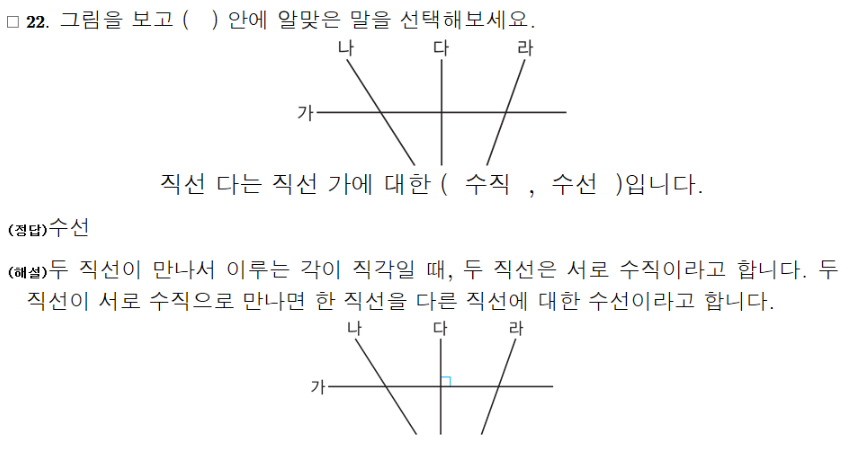 □ 22. 그림을 보고 (   ) 안에 알맞은 말을 선택해보세요.
나 다 라
가
직선 다는 직선 가에 대한 ( 수직 , 수선 )입니다.
(정답)수선
(해설)두 직선이 만나서 이루는 각이 직각일 때, 두 직선은 서로 수직이라고 합니다. 두
직선이 서로 수직으로 만나면 한 직선을 다른 직선에 대한 수선이라고 합니다.
나 다 라
가